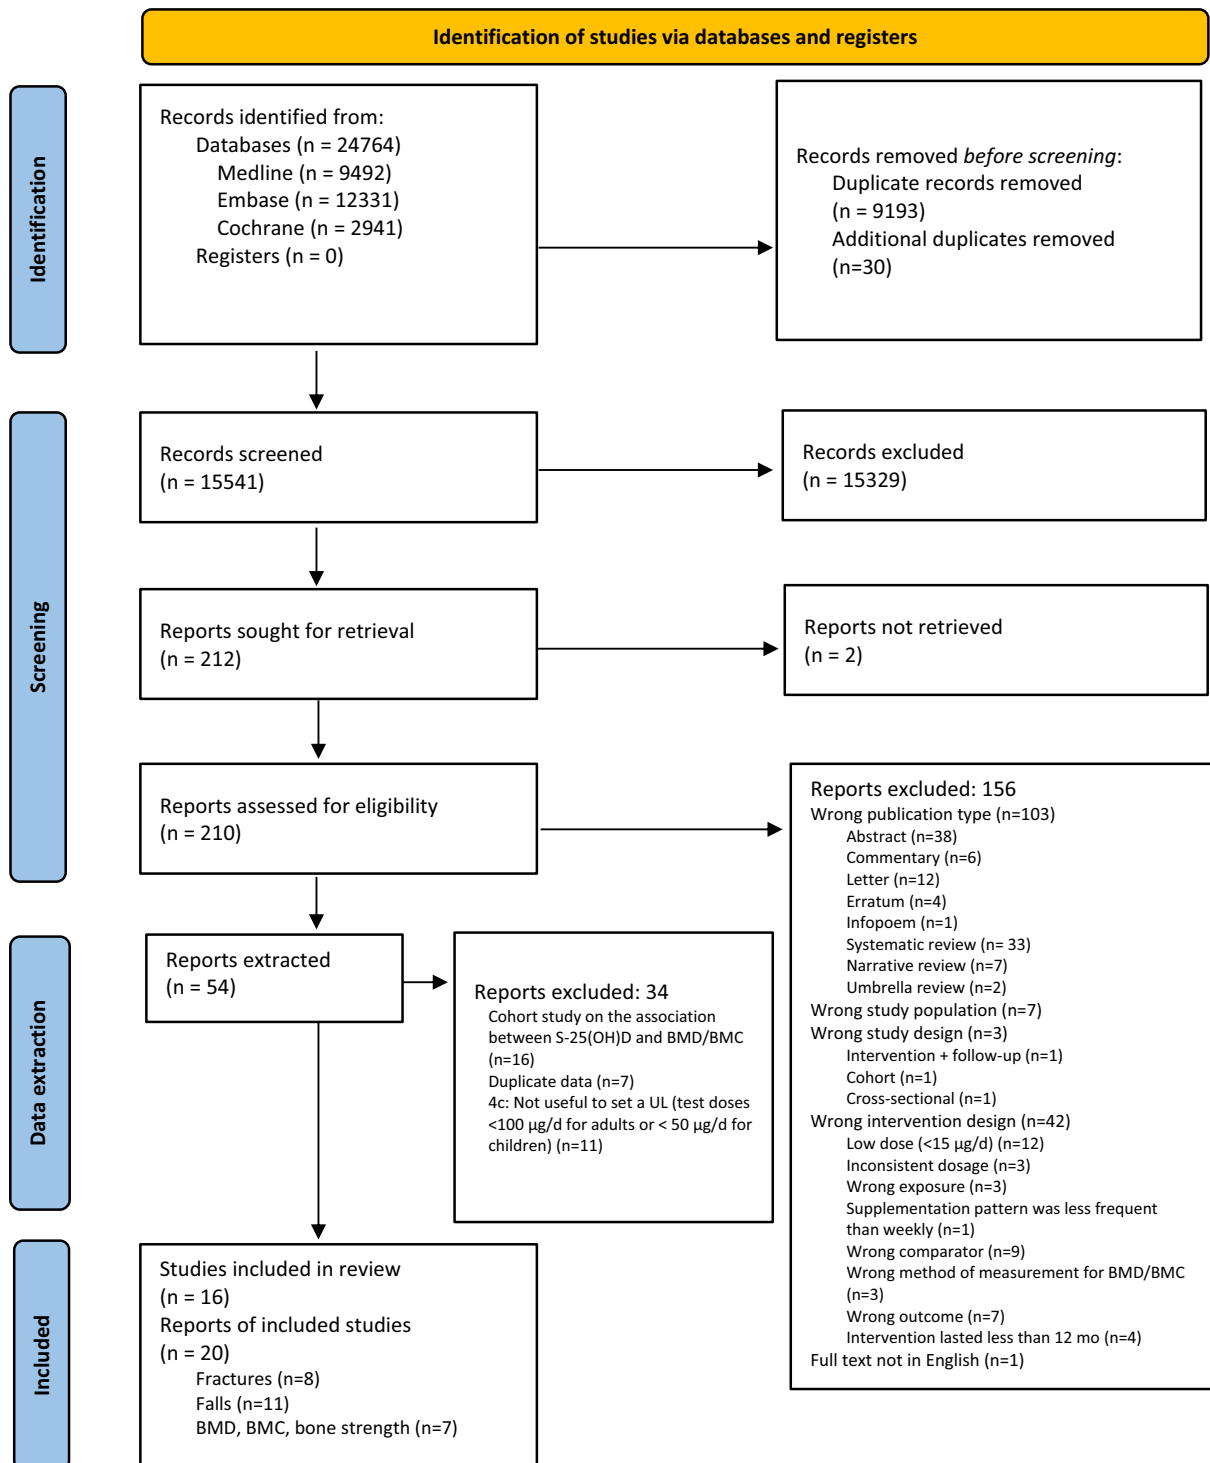 Identification of studies via databases and registers
Identification
Records identified from:
Databases (n = 24764)
Medline (n = 9492)
Embase (n = 12331)
Cochrane (n = 2941)
Registers (n = 0)
Records removed before screening:
Duplicate records removed
(n = 9193)
Additional duplicates removed
(n=30)
Screening
Records screened
(n = 15541)
Records excluded
(n = 15329)
Reports sought for retrieval
(n = 212)
Reports not retrieved
(n = 2)
Reports assessed for eligibility
(n = 210)
Reports excluded: 156
Wrong publication type (n=103)
Abstract (n=38)
Commentary (n=6)
Letter (n=12)
Erratum (n=4)
Infopoem (n=1)
Systematic review (n= 33)
Narrative review (n=7)
Umbrella review (n=2)
Wrong study population (n=7)
Wrong study design (n=3)
Intervention + follow-up (n=1)
Cohort (n=1)
Cross-sectional (n=1)
Wrong intervention design (n=42)
Low dose (<15 µg/d) (n=12)
Inconsistent dosage (n=3)
Wrong exposure (n=3)
Supplementation pattern was less frequent
than weekly (n=1)
Wrong comparator (n=9)
Wrong method of measurement for BMD/BMC
(n=3)
Wrong outcome (n=7)
Intervention lasted less than 12 mo (n=4)
Full text not in English (n=1)
Data extraction
Reports extracted
(n = 54)
Reports excluded: 34
Cohort study on the association
between S-25(OH)D and BMD/BMC
(n=16)
Duplicate data (n=7)
4c: Not useful to set a UL (test doses
<100 µg/d for adults or < 50 µg/d for
children) (n=11)
Included
Studies included in review
(n = 16)
Reports of included studies
(n = 20)
Fractures (n=8)
Falls (n=11)
BMD, BMC, bone strength (n=7)